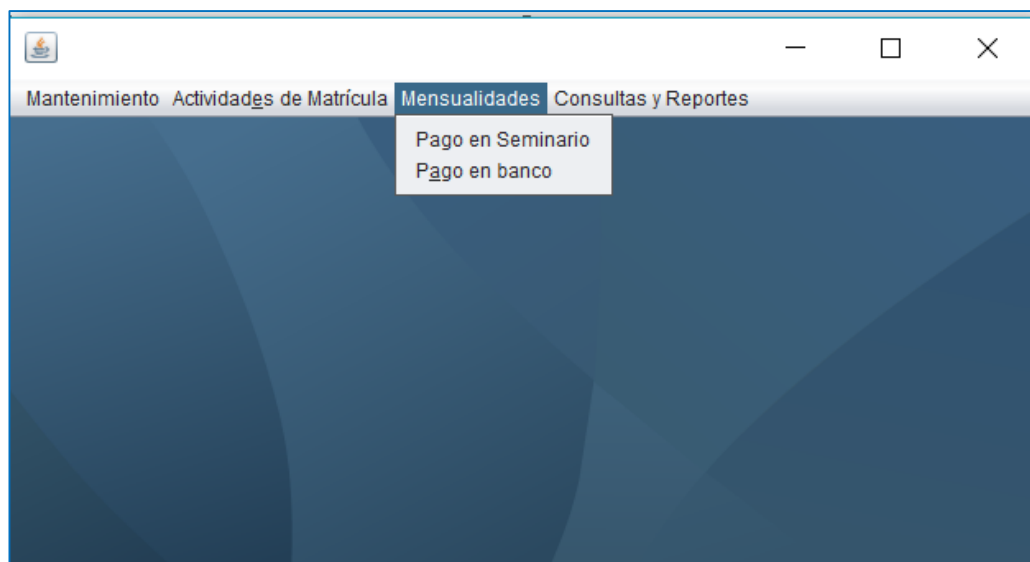 Mantenimiento Actividades de Matrícula Mensualidades Consultas y Reportes
Pago en Seminario
Pago en banco